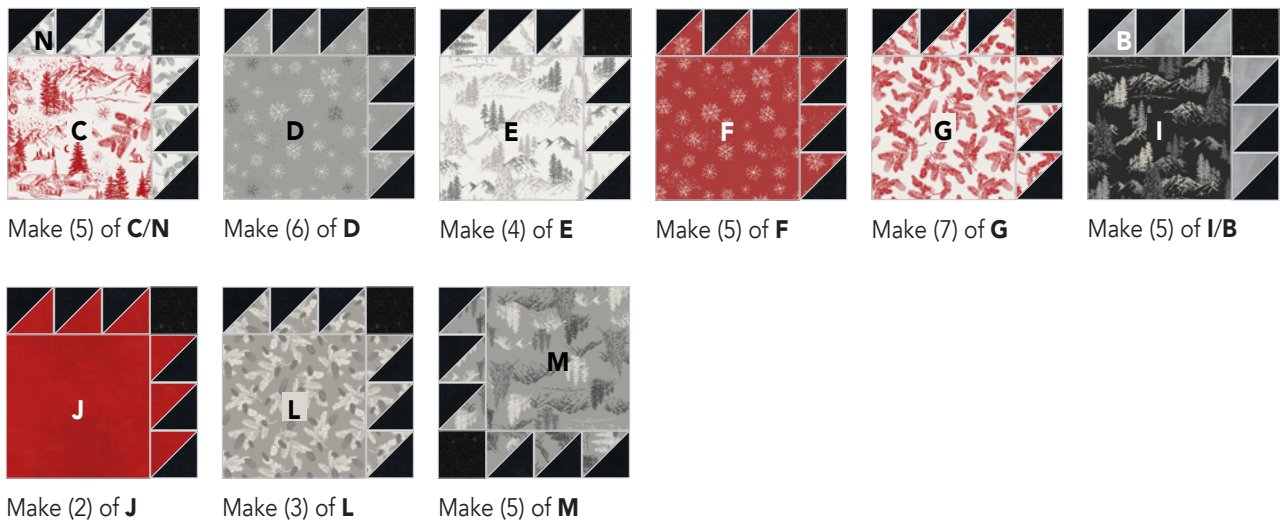 N
B
C
D
E
F
G
I
Make (5) of C/N
Make (6) of D
Make (4) of E
Make (5) of F
Make (7) of G
Make (5) of I/B
J
L
M
Make (2) of J
Make (3) of L
Make (5) of M